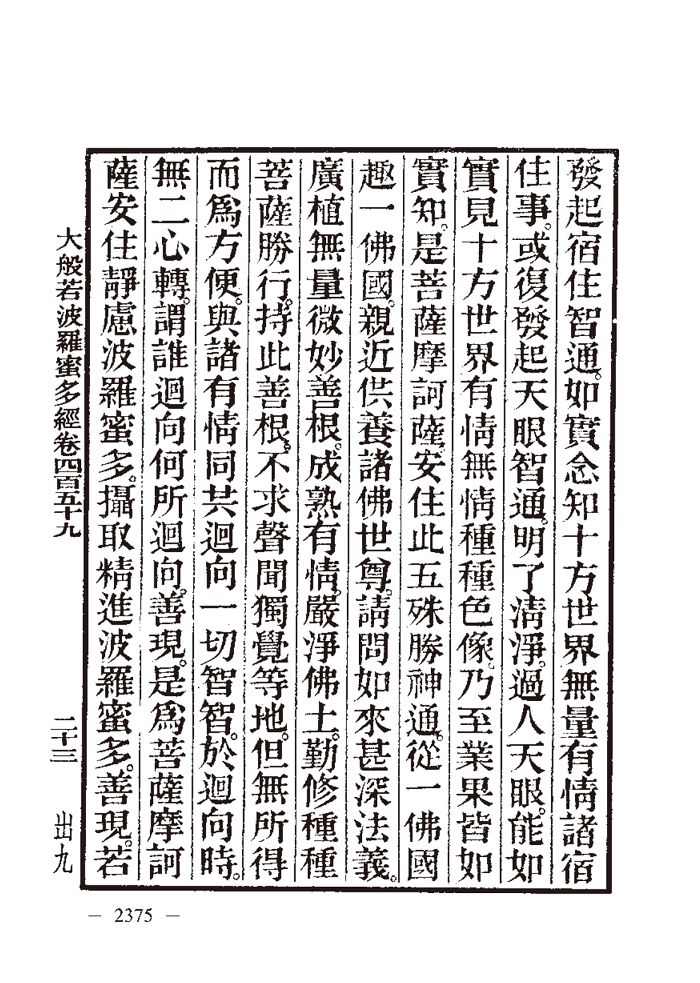 發起宿住智通。如實念知十方世界無量有情諸宿
住事。或復發起天眼智通。明了清淨。過人天眼。能如
實見十方世界有情無情種種色像。乃至業果皆如
實知。是菩薩摩訶薩安住此五殊勝神通。從一佛國
趣一佛國。親近供養諸佛世尊。請問如來甚深法義。
廣植無量微妙善根。成熟有情。嚴淨佛土。勤修種種
菩薩勝行。持此善根。不求聲聞獨覺等地。但無所得
而爲方便。與諸有情同共迴向一切智智。於迴向時。
無二心轉。謂誰迴向何所迴向。善現。是爲菩薩摩訶
薩安住靜慮波羅蜜多。攝取精進波羅蜜多。善現。若
大般若波羅蜜多經卷四百五十九 二十三 出九
— 2375 —